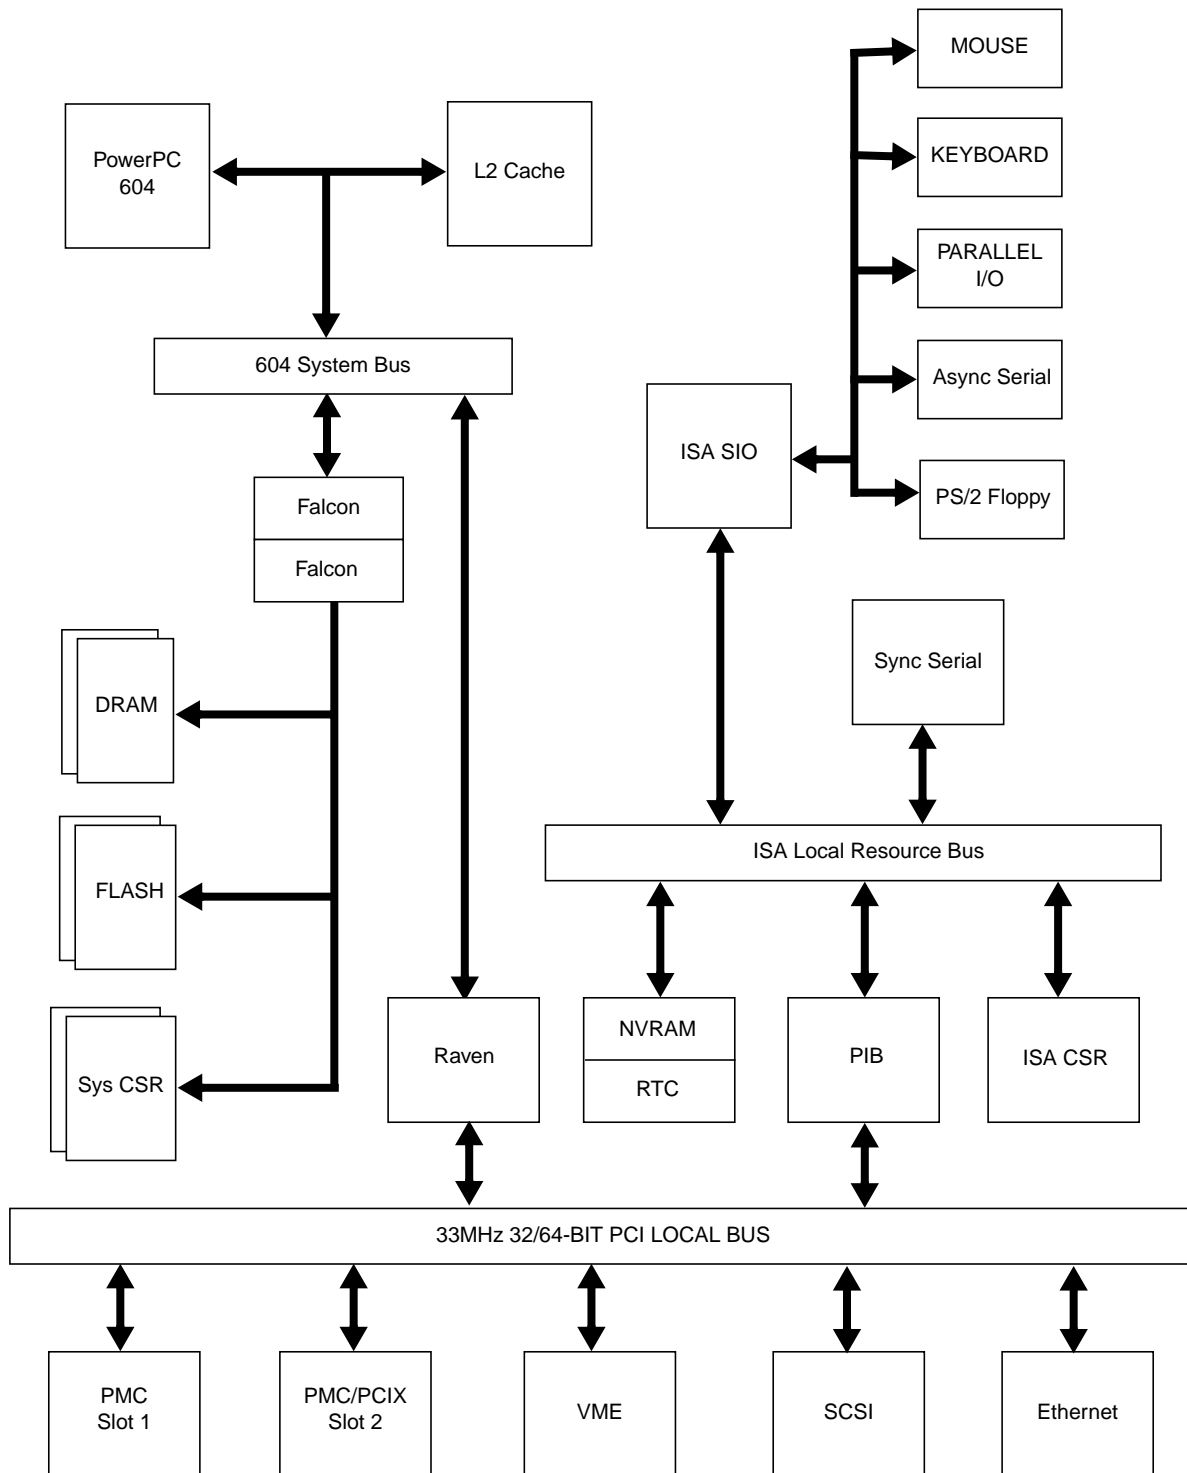 MOUSE
PowerPC
604
L2 Cache
KEYBOARD
PARALLEL
I/O
604 System Bus
Async Serial
ISA SIO
PS/2 Floppy
Falcon
Falcon
Sync Serial
DRAM
ISA Local Resource Bus
FLASH
Raven
NVRAM
RTC
PIB
ISA CSR
Sys CSR
33MHz 32/64-BIT PCI LOCAL BUS
PMC
Slot 1
PMC/PCIX
Slot 2
VME
SCSI
Ethernet